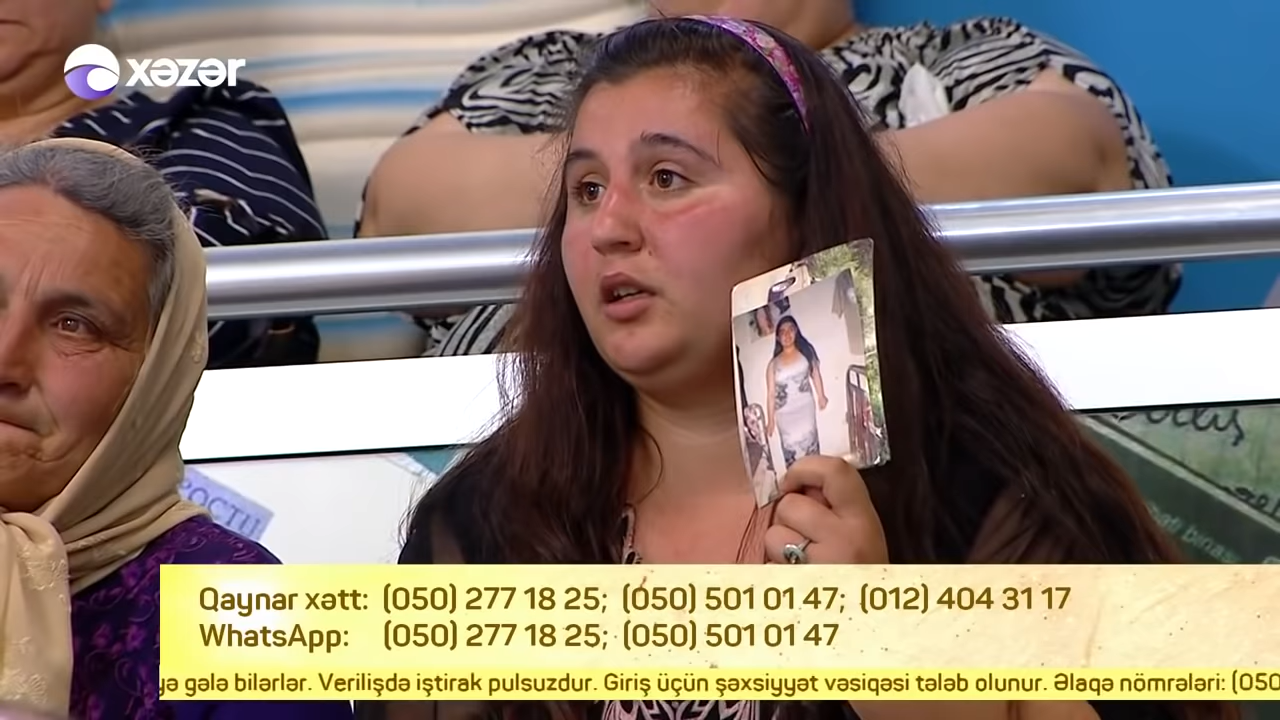 xəzər
РОСТИ
Qaynar xətt: (050) 277 18 25; (050) 501 01 47; (012) 404 31 17
WhatsApp: (050) 277 18 25; (050) 501 01 47
yə gələ bilərlər. Verilişdə iştirak pulsuzdur. Giriş üçün şəxsiyyət vəsiqəsi tələb olunur. Əlaqə nömrələri: (050